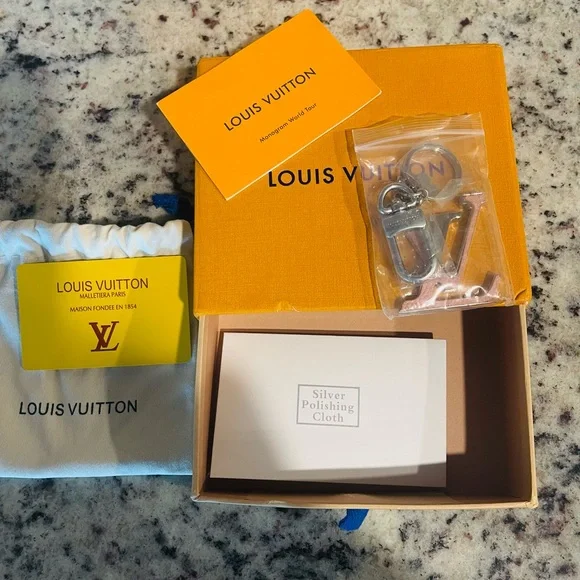 LOUIS VUITTON
Monogram World Tour
LOUIS VUITTON
LOUIS VUITTON
MALLETIERA PARIS
MAISON FONDEE EN 1854
LV
LOUIS VUITTON
Silver
Polishing
Cloth